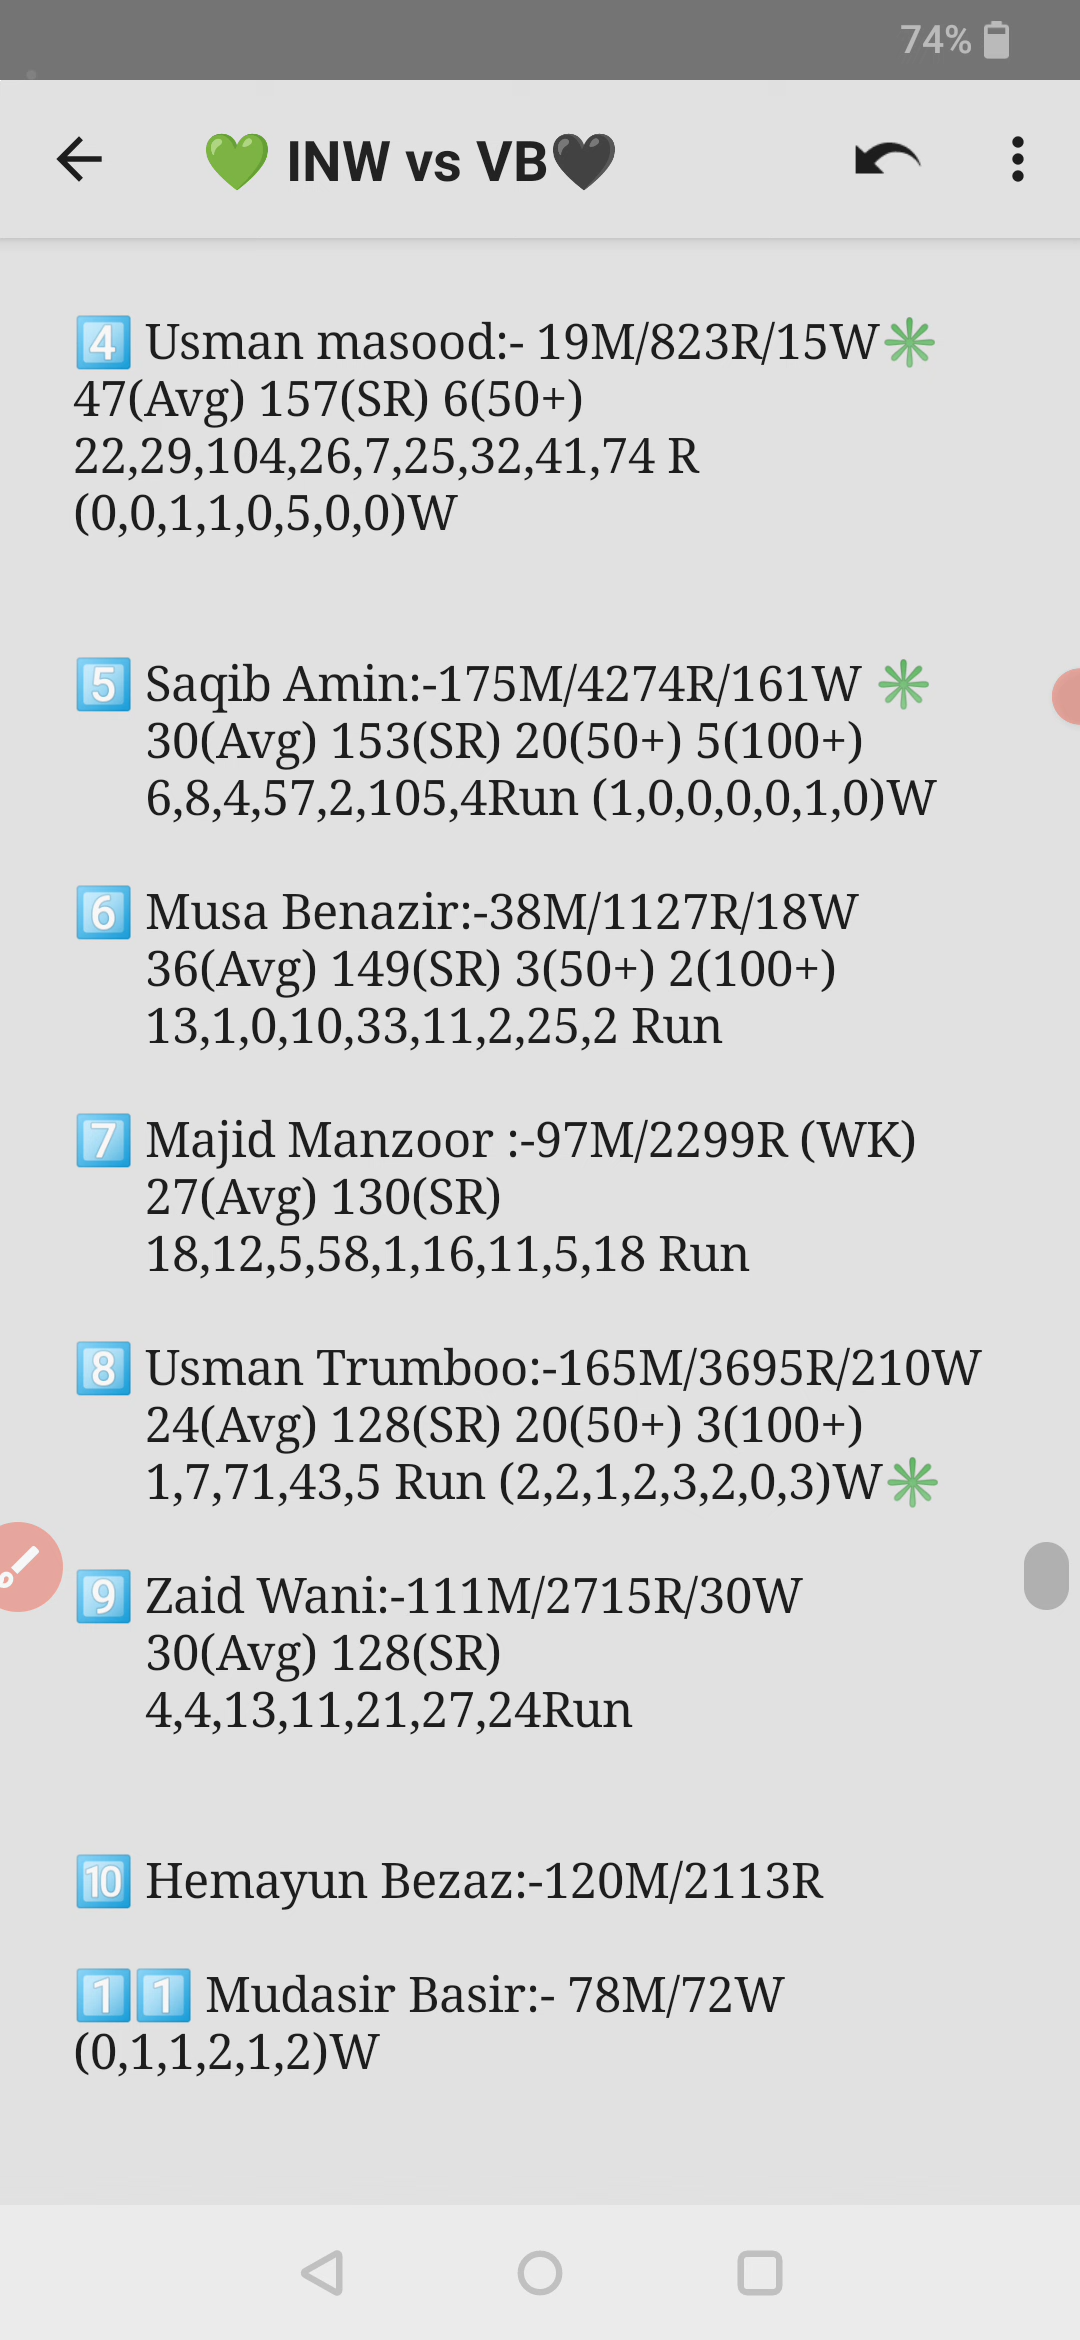 74%
💚 INW vs VB🖤
4️⃣ Usman masood:- 19M/823R/15W✳
47(Avg) 157(SR) 6(50+)
22,29,104,26,7,25,32,41,74 R
(0,0,1,1,0,5,0,0)W
5️⃣ Saqib Amin:-175M/4274R/161W ✳
30(Avg) 153(SR) 20(50+) 5(100+)
6,8,4,57,2,105,4Run (1,0,0,0,0,1,0)W
6️⃣ Musa Benazir:-38M/1127R/18W
36(Avg) 149(SR) 3(50+) 2(100+)
13,1,0,10,33,11,2,25,2 Run
7️⃣ Majid Manzoor :-97M/2299R (WK)
27(Avg) 130(SR)
18,12,5,58,1,16,11,5,18 Run
8️⃣ Usman Trumboo:-165M/3695R/210W
24(Avg) 128(SR) 20(50+) 3(100+)
1,7,71,43,5 Run (2,2,1,2,3,2,0,3)W✳
9️⃣ Zaid Wani:-111M/2715R/30W
30(Avg) 128(SR)
4,4,13,11,21,27,24Run
🔟 Hemayun Bezaz:-120M/2113R
1️⃣1️⃣ Mudasir Basir:- 78M/72W
(0,1,1,2,1,2)W